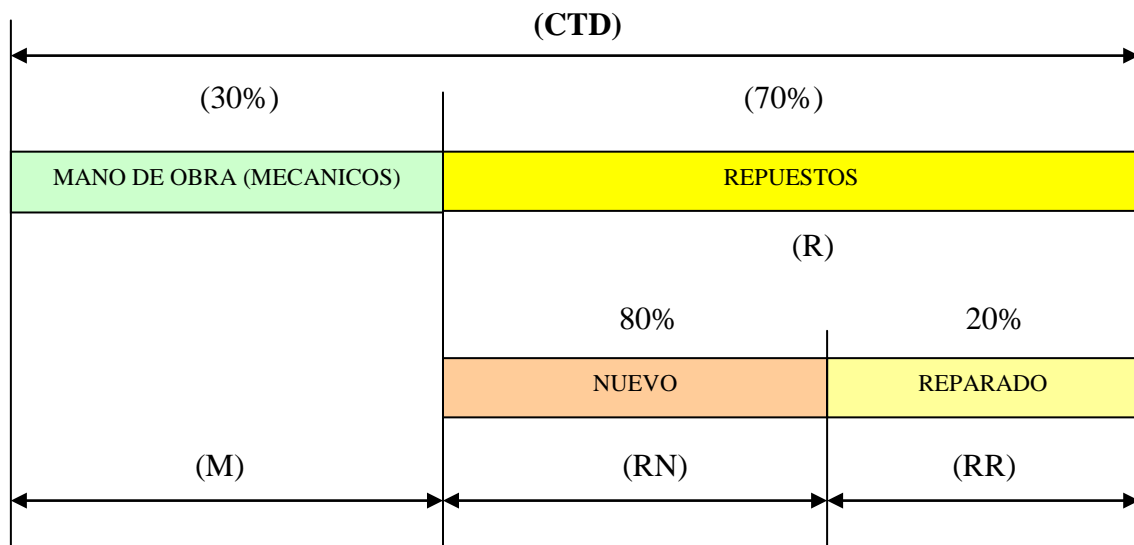 (CTD)
(30%) (70%)
MANO DE OBRA (MECANICOS) REPUESTOS
(R)
80% 20%
NUEVO REPARADO
(M) (RN) (RR)